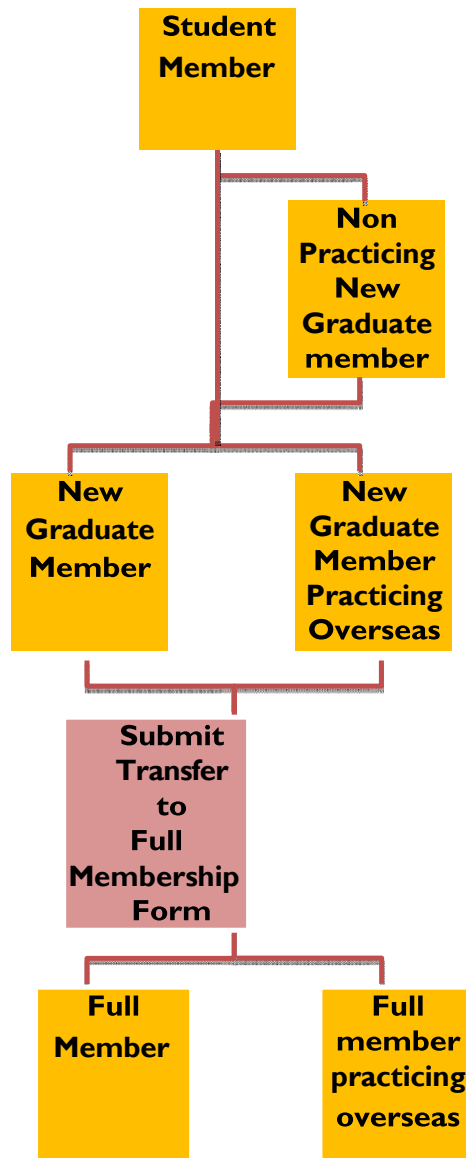 Student
Member
Non
Practicing
New
Graduate
member
New
Graduate
Member
New
Graduate
Member
Practicing
Overseas
Submit
Transfer
to
Full
Membership
Form
Full
Member
Full
member
practicing
overseas